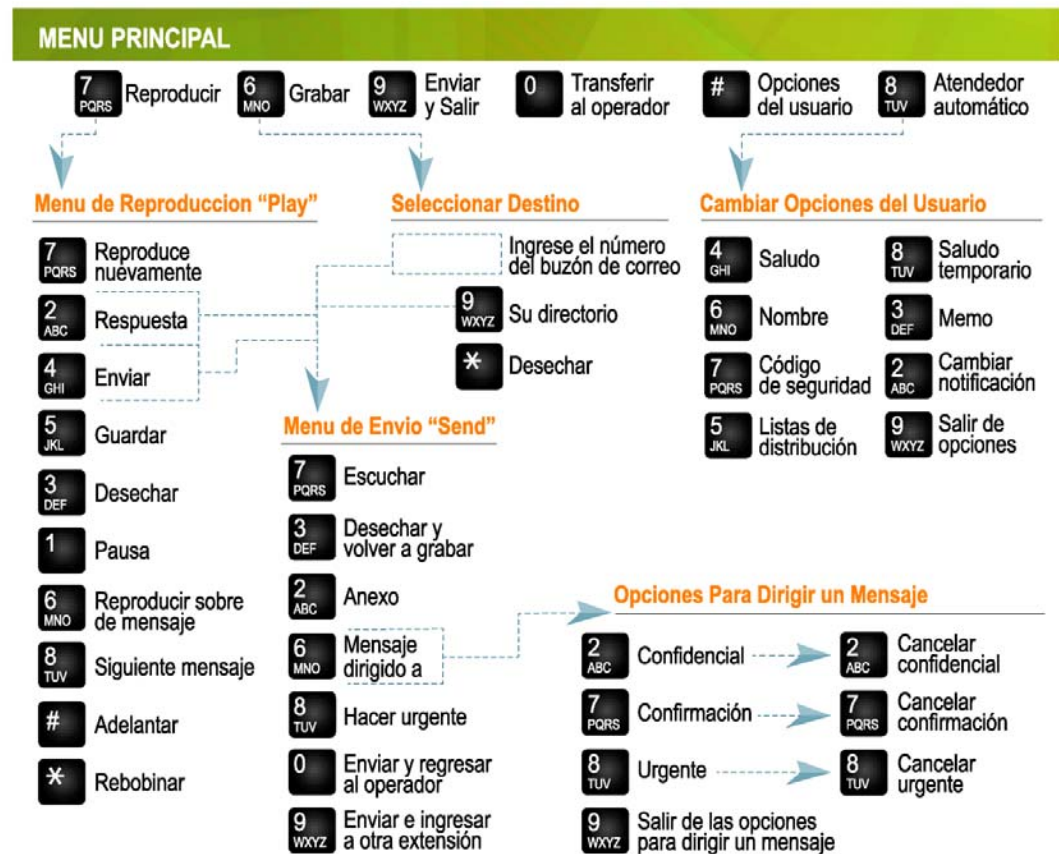 MENU PRINCIPAL
7 PQRS Reproducir
6 MNO Grabar
9 WXYZ Enviar
y Salir
0 Transferir
al operador
# Opciones
del usuario
8 TUV Atendedor
automático
Menu de Reproduccion “Play”
7 PQRS Reproduce
nuevamente
2 ABC Respuesta
4 GHI Enviar
5 JKL Guardar
3 DEF Desechar
1 Pausa
6 MNO Reproducir sobre
de mensaje
8 TUV Siguiente mensaje
# Adelantar
* Rebobinar
Seleccionar Destino
Ingrese el número
del buzón de correo
9 WXYZ Su directorio
* Desechar
Menu de Envio “Send”
7 PQRS Escuchar
3 DEF Desechar y
volver a grabar
2 ABC Anexo
6 MNO Mensaje
dirigido a
8 TUV Hacer urgente
0 Enviar y regresar
al operador
9 WXYZ Enviar e ingresar
a otra extensión
Cambiar Opciones del Usuario
4 GHI Saludo
8 TUV Saludo
temporario
6 MNO Nombre
3 DEF Memo
7 PQRS Código
de seguridad
2 ABC Cambiar
notificación
5 JKL Listas de
distribución
9 WXYZ Salir de
opciones
Opciones Para Dirigir un Mensaje
2 ABC Confidencial
2 ABC Cancelar
confidencial
7 PQRS Confirmación
7 PQRS Cancelar
confirmación
8 TUV Urgente
8 TUV Cancelar
urgente
9 WXYZ Salir de las opciones
para dirigir un mensaje